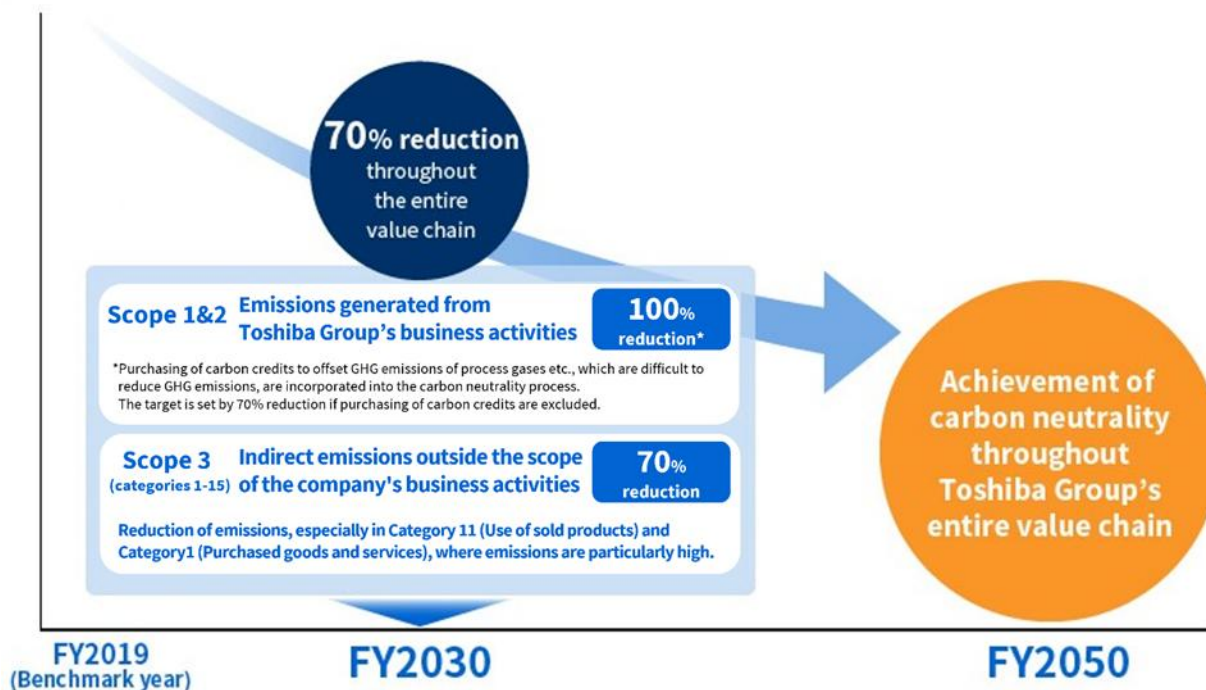 70% reduction
throughout
the entire
value chain
Scope 1&2
Emissions generated from
Toshiba Group's business activities
100%
reduction*
*Purchasing of carbon credits to offset GHG emissions of process gases etc., which are difficult to
reduce GHG emissions, are incorporated into the carbon neutrality process.
The target is set by 70% reduction if purchasing of carbon credits are excluded.
Scope 3
(categories 1-15)
Indirect emissions outside the scope
of the company's business activities
70%
reduction
Reduction of emissions, especially in Category 11 (Use of sold products) and
Category1 (Purchased goods and services), where emissions are particularly high.
Achievement of
carbon neutrality
throughout
Toshiba Group's
entire value chain
FY2019
(Benchmark year)
FY2030
FY2050